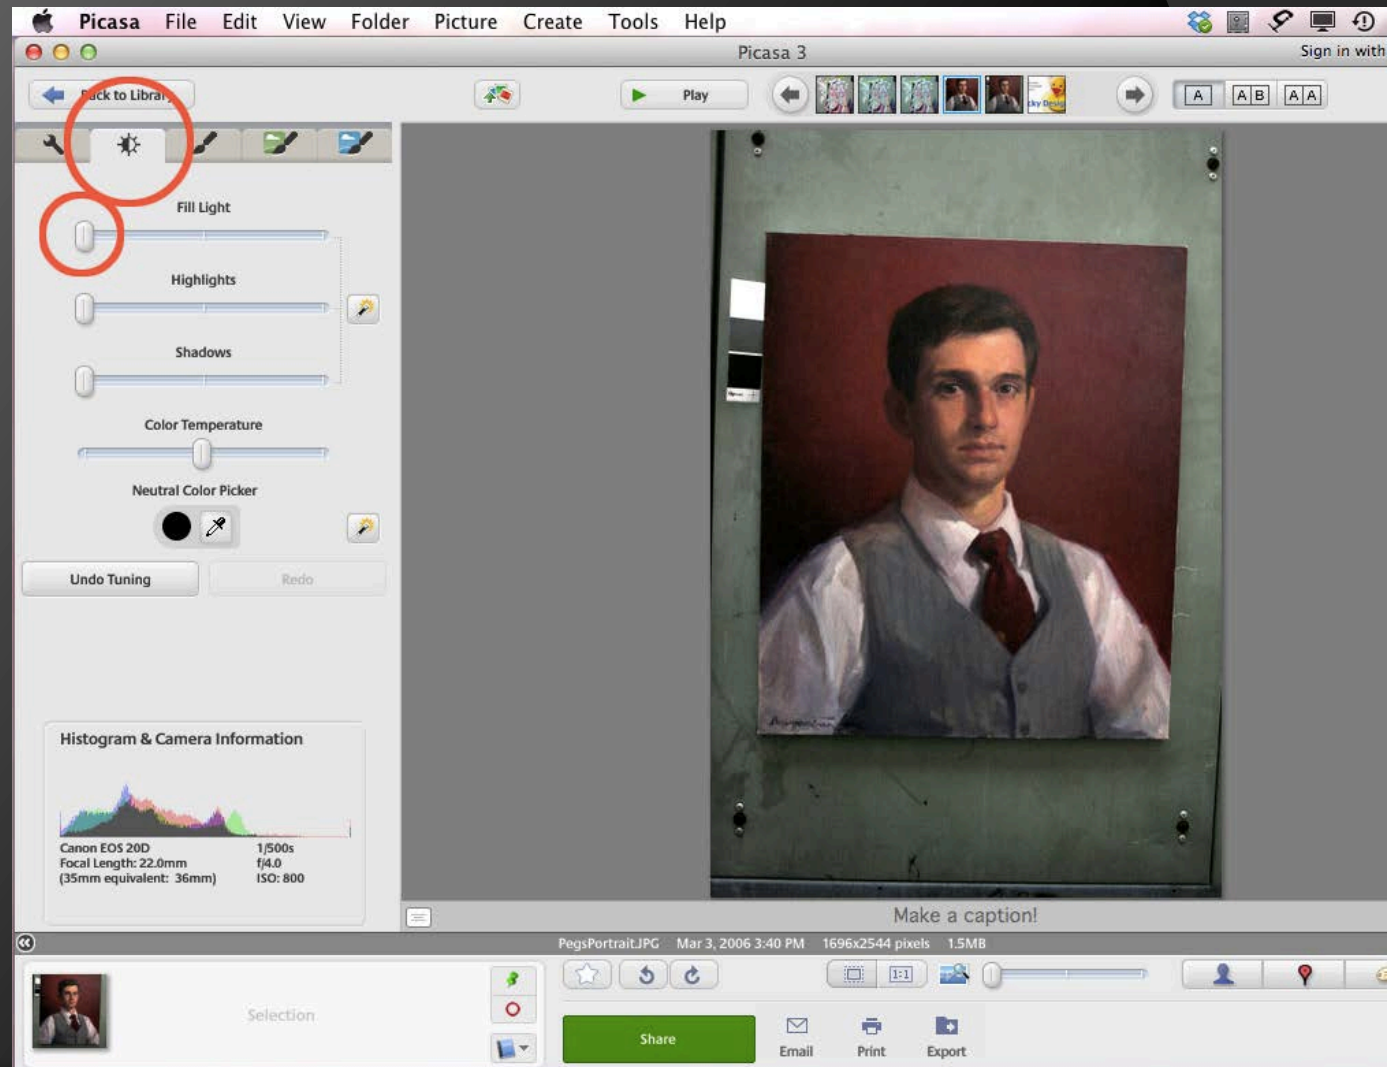 Picasa File Edit View Folder Picture Create Tools Help
Picasa 3
Sign in with
Back to Library
Play
A
A B
A A
Fill Light
Highlights
Shadows
Color Temperature
Neutral Color Picker
Undo Tuning
Redo
Histogram & Camera Information
Canon EOS 20D 1/500s
Focal Length: 22.0mm f/4.0
(35mm equivalent: 36mm) ISO: 800
Make a caption!
PegsPortrait.JPG Mar 3, 2006 3:40 PM 1696x2544 pixels 1.5MB
Selection
1:1
Share
Email
Print
Export